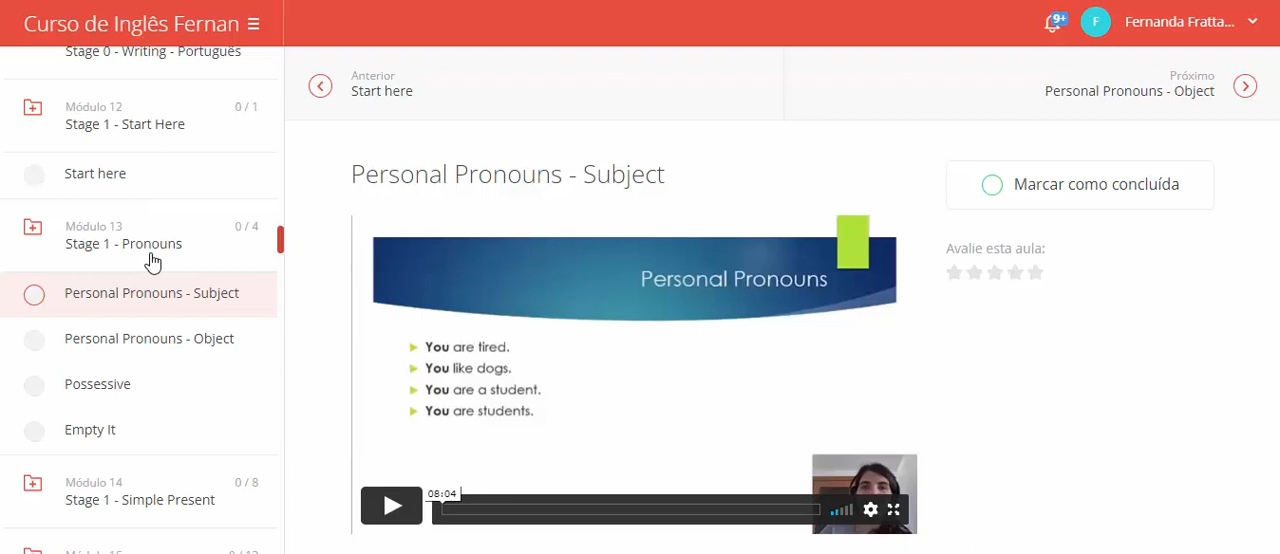 Curso de Inglês Fernan
9+
F
Fernanda Fratta...
Stage 0 - Writing - Português
Módulo 12
0 / 1
Stage 1 - Start Here
Start here
Módulo 13
0 / 4
Stage 1 - Pronouns
Personal Pronouns - Subject
Personal Pronouns - Object
Possessive
Empty It
Módulo 14
0 / 8
Stage 1 - Simple Present
Anterior
Start here
Próximo
Personal Pronouns - Object
Personal Pronouns - Subject
Marcar como concluída
Avalie esta aula:
Personal Pronouns
You are tired.
You like dogs.
You are a student.
You are students.
08:04